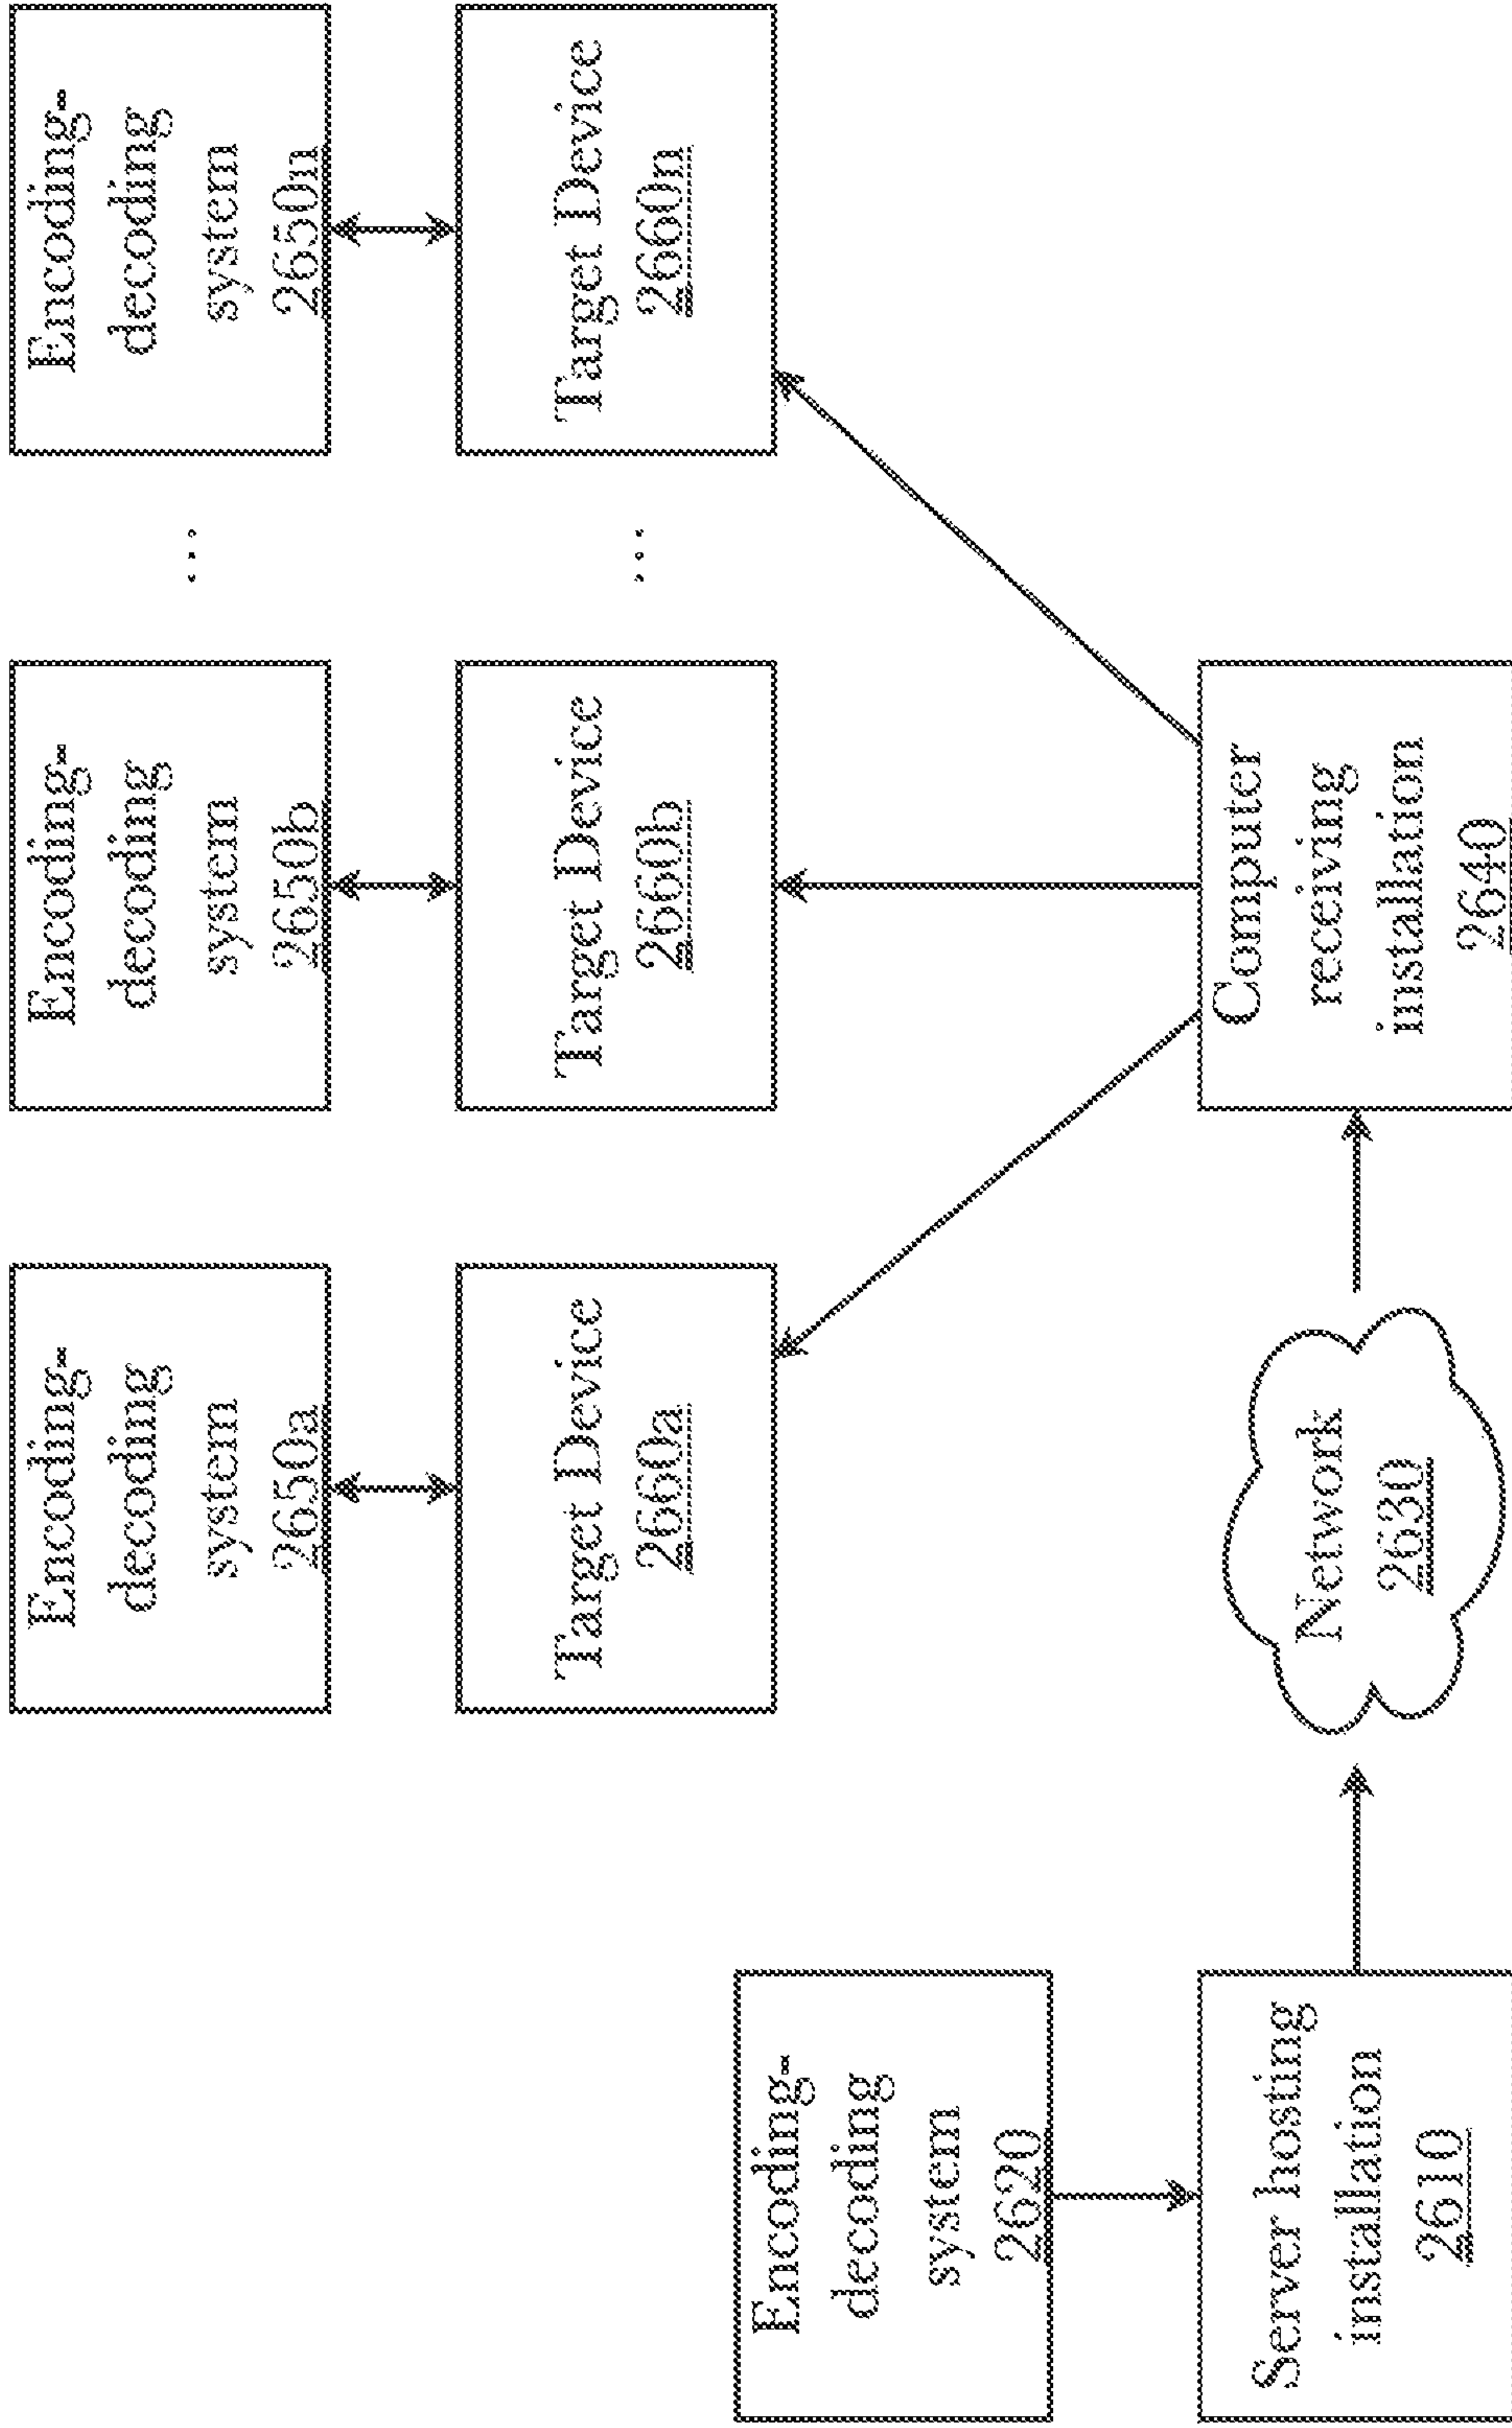 Encoding-
decoding
system
2650a
Encoding-
decoding
system
2650b
...
Encoding-
decoding
system
2650n
Target Device
2660a
Target Device
2660b
...
Target Device
2660n
Encoding-
decoding
system
2620
Server hosting
installation
2610
Network
2630
Computer
receiving
installation
2640